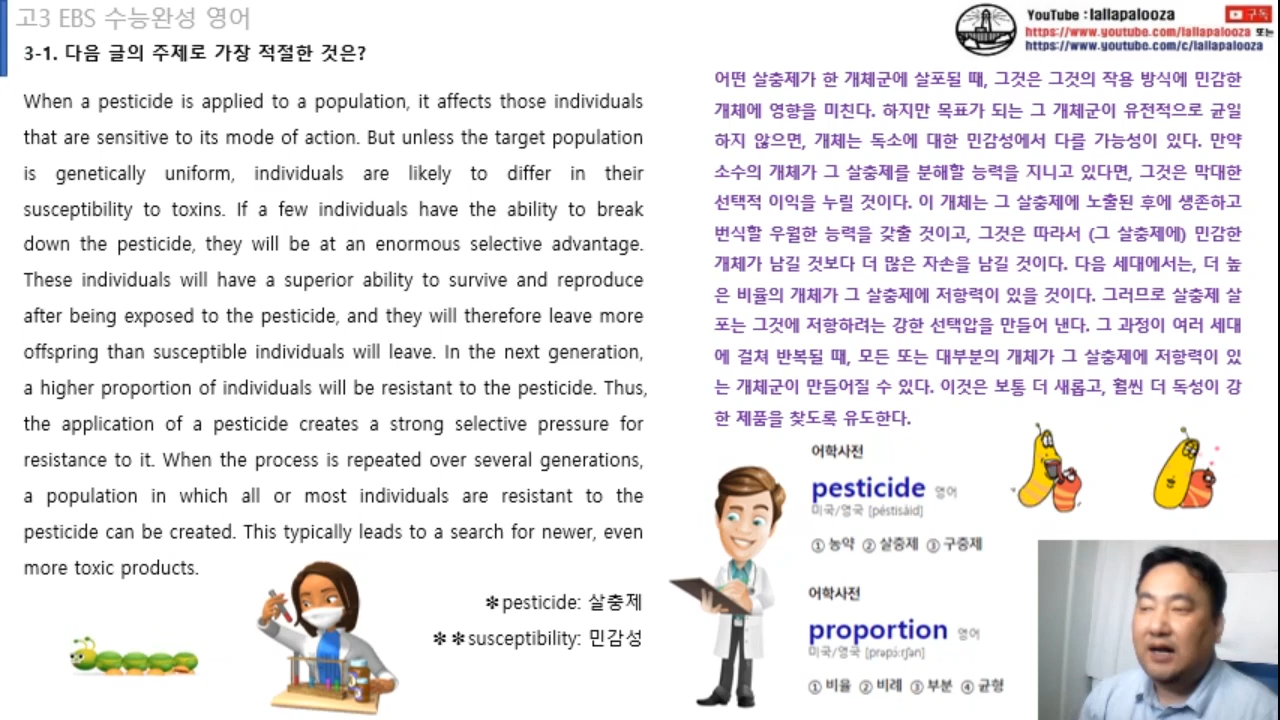 고3 EBS 수능완성 영어
3-1. 다음 글의 주제로 가장 적절한 것은?
When a pesticide is applied to a population, it affects those individuals
that are sensitive to its mode of action. But unless the target population
is genetically uniform, individuals are likely to differ in their
susceptibility to toxins. If a few individuals have the ability to break
down the pesticide, they will be at an enormous selective advantage.
These individuals will have a superior ability to survive and reproduce
after being exposed to the pesticide, and they will therefore leave more
offspring than susceptible individuals will leave. In the next generation,
a higher proportion of individuals will be resistant to the pesticide. Thus,
the application of a pesticide creates a strong selective pressure for
resistance to it. When the process is repeated over several generations,
a population in which all or most individuals are resistant to the
pesticide can be created. This typically leads to a search for newer, even
more toxic products.
*pesticide: 살충제
**susceptibility: 민감성
YouTube : lallapalooza
구독
https://www.youtube.com/lallapalooza 또는
https://www.youtube.com/c/lallapalooza
어떤 살충제가 한 개체군에 살포될 때, 그것은 그것의 작용 방식에 민감한
개체에 영향을 미친다. 하지만 목표가 되는 그 개체군이 유전적으로 균일
하지 않으면, 개체는 독소에 대한 민감성에서 다를 가능성이 있다. 만약
소수의 개체가 그 살충제를 분해할 능력을 지니고 있다면, 그것은 막대한
선택적 이익을 누릴 것이다. 이 개체는 그 살충제에 노출된 후에 생존하고
번식할 우월한 능력을 갖출 것이고, 그것은 따라서 (그 살충제에) 민감한
개체가 남길 것보다 더 많은 자손을 남길 것이다. 다음 세대에서는, 더 높
은 비율의 개체가 그 살충제에 저항력이 있을 것이다. 그러므로 살충제 살
포는 그것에 저항하려는 강한 선택압을 만들어 낸다. 그 과정이 여러 세대
에 걸쳐 반복될 때, 모든 또는 대부분의 개체가 그 살충제에 저항력이 있
는 개체군이 만들어질 수 있다. 이것은 보통 더 새롭고, 훨씬 더 독성이 강
한 제품을 찾도록 유도한다.
어학사전
pesticide 영어
미국/영국 [péstisàid]
① 농약 ② 살충제 ③ 구충제
어학사전
proportion 영어
미국/영국 [prəpɔ́:rʃən]
① 비율 ② 비례 ③ 부분 ④ 균형